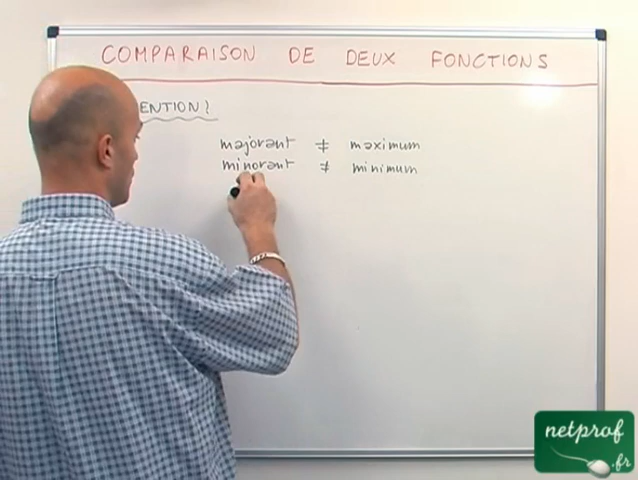 COMPARAISON DE DEUX FONCTIONS
ENTION?
majorant ≠ maximum
minorant ≠ minimum
netprof
.fr